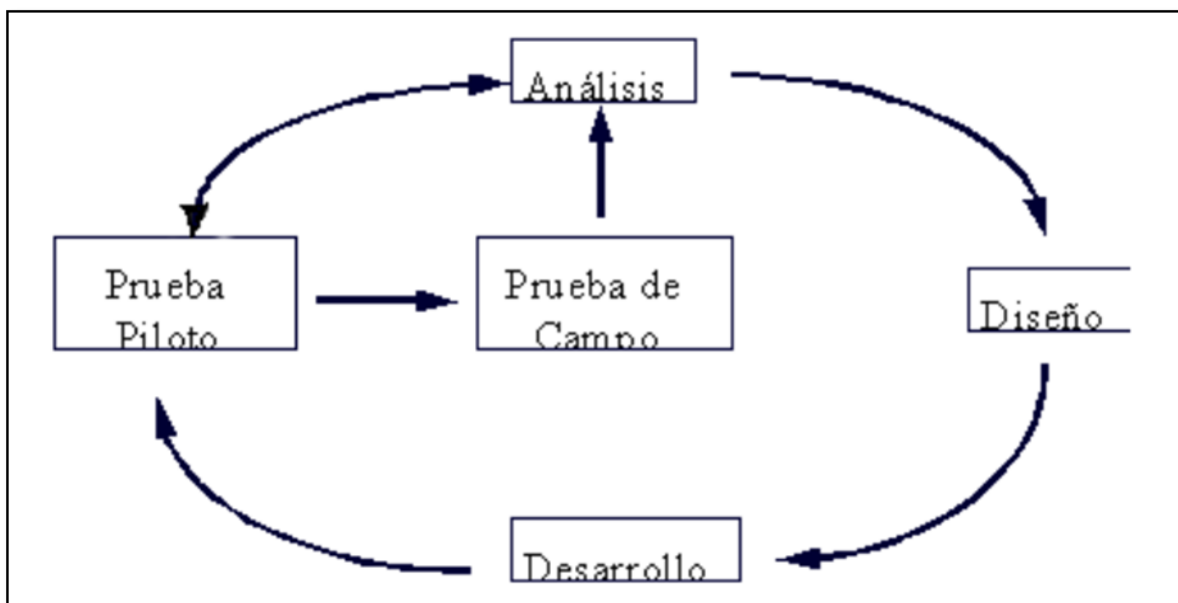 Análisis
Prueba
Piloto
Prueba de
Campo
Diseño
Desarrollo